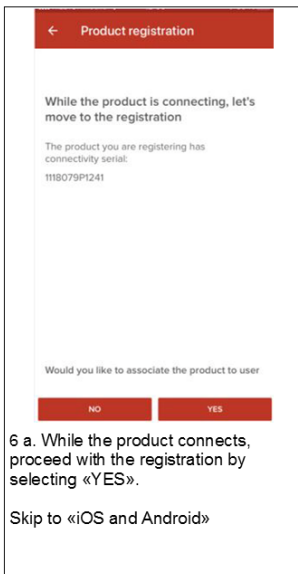 ← Product registration
While the product is connecting, let's
move to the registration
The product you are registering has
connectivity serial:
1118079P1241
Would you like to associate the product to user
NO YES
6 a. While the product connects,
proceed with the registration by
selecting «YES».
Skip to «iOS and Android»